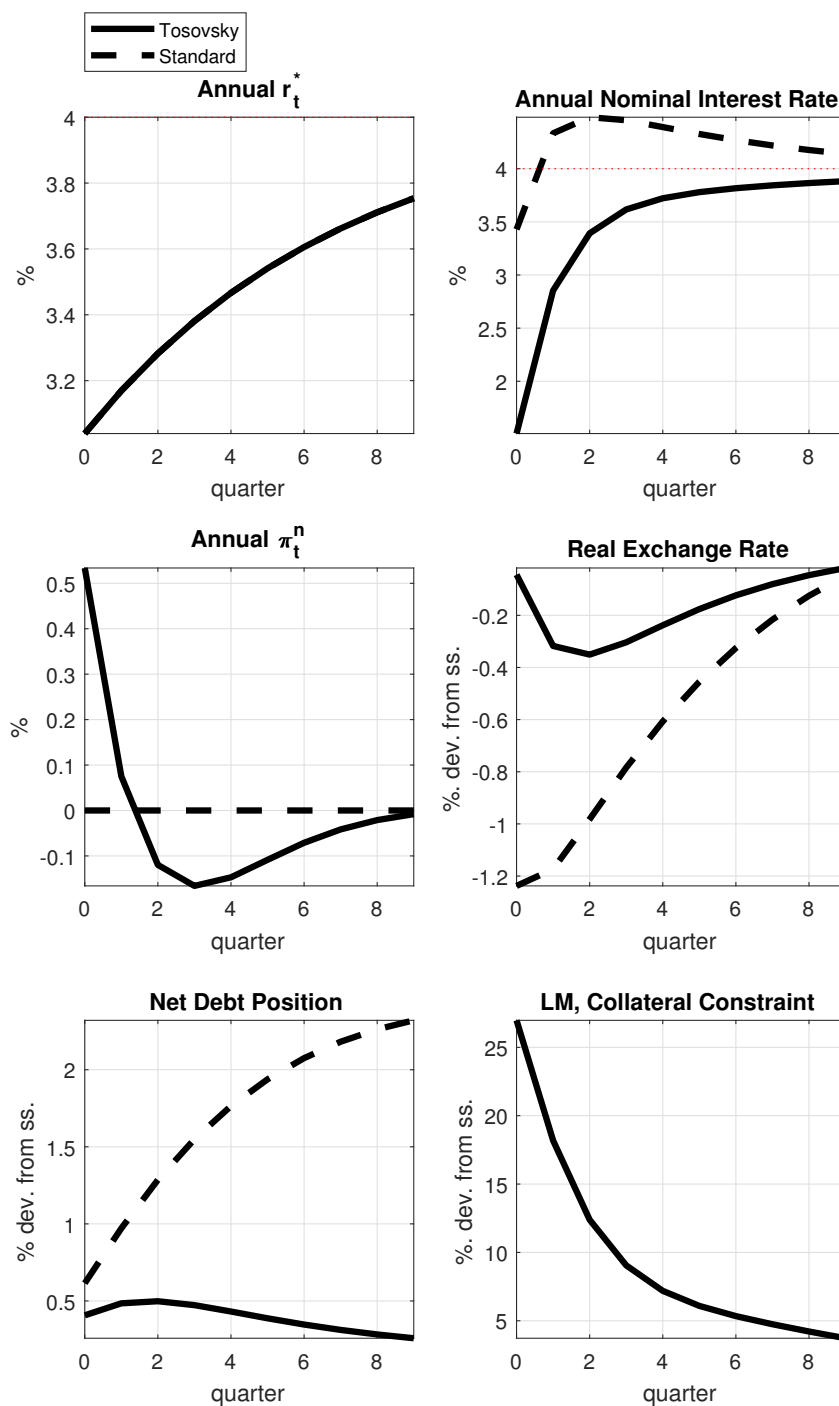 Tosovsky
Standard
Annual r_t^*
4
3.8
3.6
3.4
3.2
%
0 2 4 6 8
quarter
Annual Nominal Interest Rate
4
3.5
3
2.5
2
%
0 2 4 6 8
quarter
Annual π_t^n
0.5
0.4
0.3
0.2
0.1
0
-0.1
%
0 2 4 6 8
quarter
Real Exchange Rate
-0.2
-0.4
-0.6
-0.8
-1
-1.2
%. dev. from ss.
0 2 4 6 8
quarter
Net Debt Position
2
1.5
1
0.5
% dev. from ss.
0 2 4 6 8
quarter
LM, Collateral Constraint
25
20
15
10
5
%. dev. from ss.
0 2 4 6 8
quarter